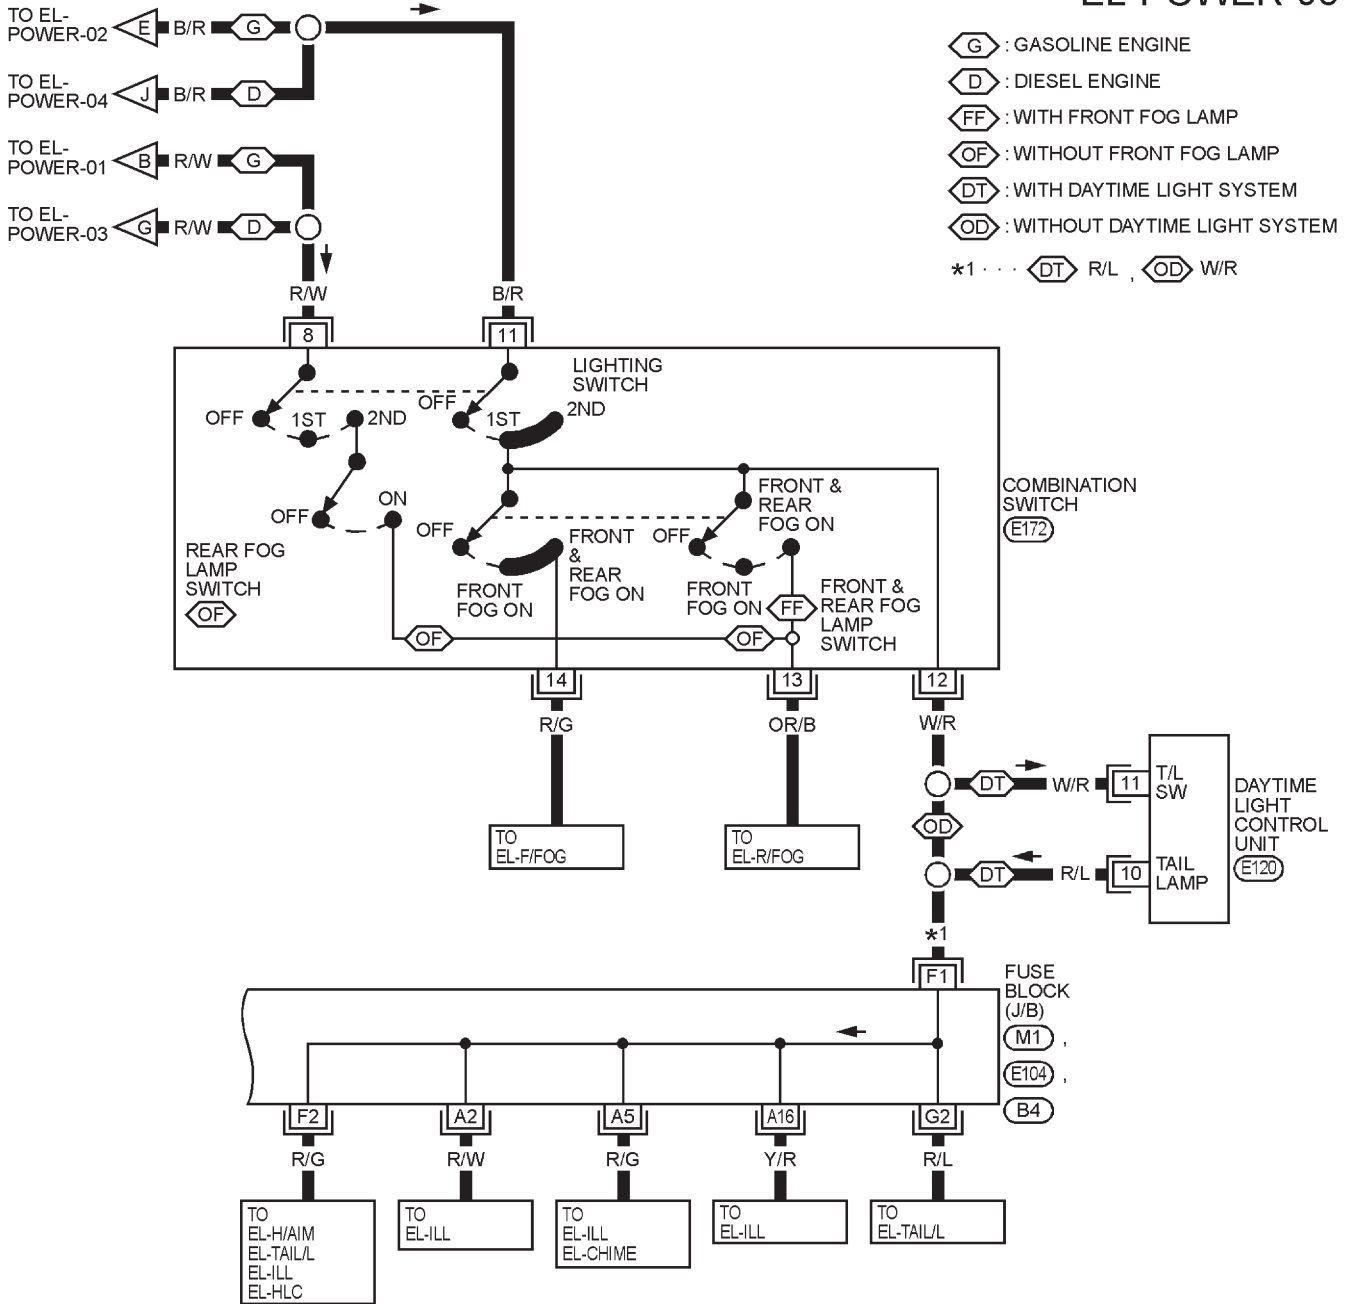 EL-POWER-06
TO EL-
POWER-02
E
B/R
G
TO EL-
POWER-04
J
B/R
D
TO EL-
POWER-01
B
R/W
G
TO EL-
POWER-03
G
R/W
D
G : GASOLINE ENGINE
D : DIESEL ENGINE
FF : WITH FRONT FOG LAMP
OF : WITHOUT FRONT FOG LAMP
DT : WITH DAYTIME LIGHT SYSTEM
OD : WITHOUT DAYTIME LIGHT SYSTEM
*1 · · · DT R/L , OD W/R
R/W
B/R
8
11
LIGHTING
SWITCH
OFF
1ST
2ND
OFF
1ST
2ND
OFF
ON
REAR FOG
LAMP
SWITCH
OF
OFF
FRONT
FOG ON
FRONT
&
REAR
FOG ON
OFF
FRONT
FOG ON
FRONT &
REAR
FOG ON
FF
FRONT &
REAR FOG
LAMP
SWITCH
OF
OF
COMBINATION
SWITCH
E172
14
13
12
R/G
OR/B
W/R
TO
EL-F/FOG
TO
EL-R/FOG
DT
W/R
11
T/L
SW
OD
DT
R/L
10
TAIL
LAMP
DAYTIME
LIGHT
CONTROL
UNIT
E120
*1
F1
FUSE
BLOCK
(J/B)
M1 ,
E104 ,
B4
F2
A2
A5
A16
G2
R/G
R/W
R/G
Y/R
R/L
TO
EL-H/AIM
EL-TAIL/L
EL-ILL
EL-HLC
TO
EL-ILL
TO
EL-ILL
EL-CHIME
TO
EL-ILL
TO
EL-TAIL/L